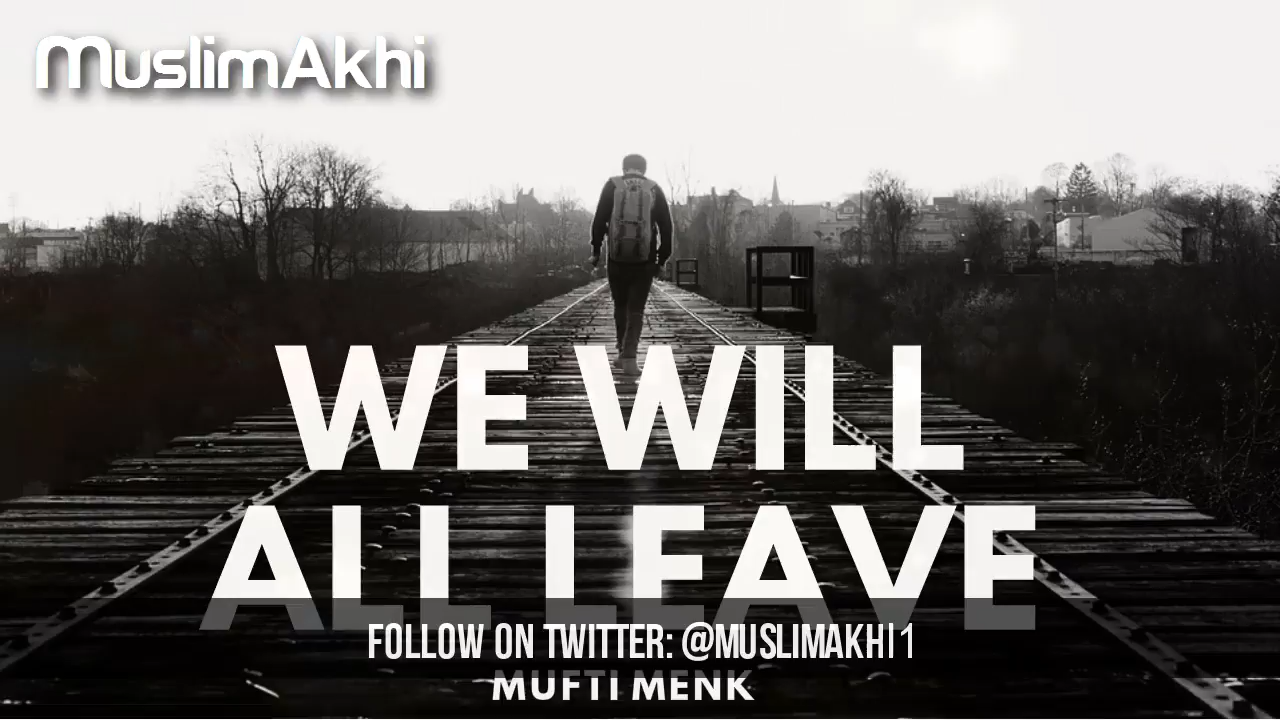 MuslimAkhi
WE WILL
ALL LEAVE
FOLLOW ON TWITTER: @MUSLIMAKHI1
MUFTI MENK